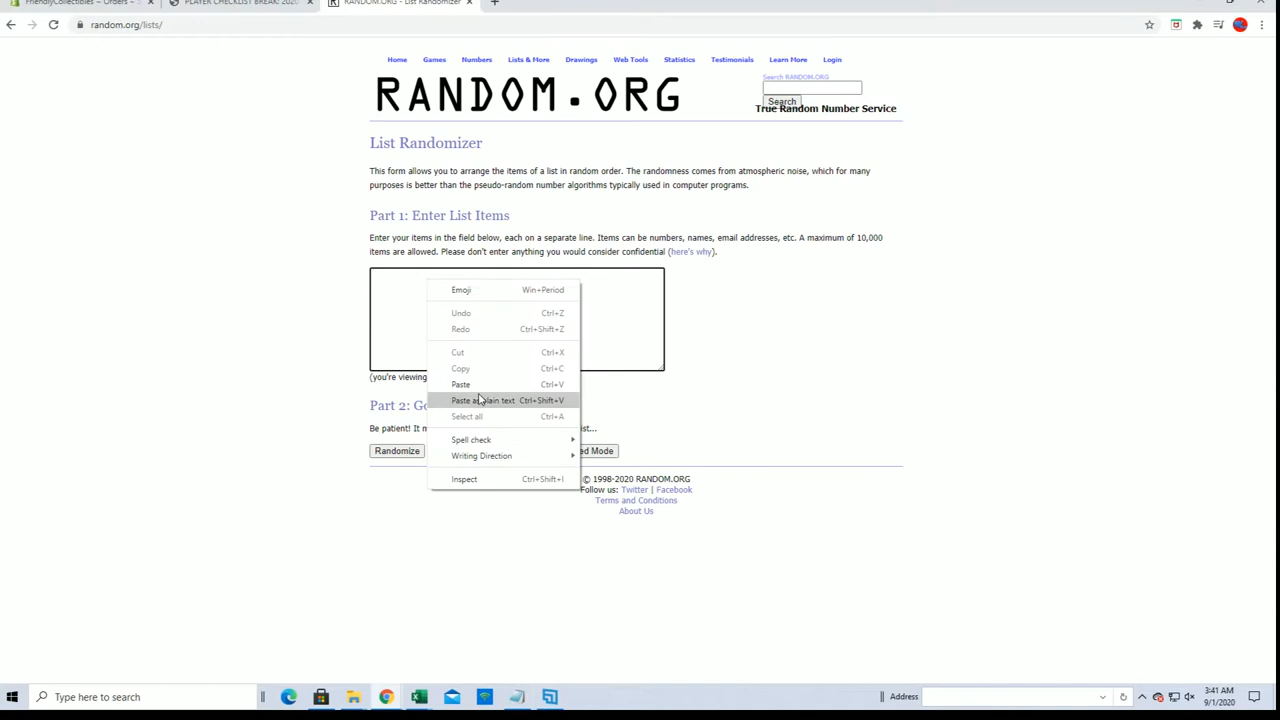 FriendlyCollectibles ~ Orders ~
PLAYER CHECKLIST BREAK: 2020
RANDOM.ORG - List Randomizer
random.org/lists/
Home Games Numbers Lists & More Drawings Web Tools Statistics Testimonials Learn More Login
RANDOM.ORG
Search RANDOM.ORG
Search
True Random Number Service
List Randomizer
This form allows you to arrange the items of a list in random order. The randomness comes from atmospheric noise, which for many
purposes is better than the pseudo-random number algorithms typically used in computer programs.
Part 1: Enter List Items
Enter your items in the field below, each on a separate line. Items can be numbers, names, email addresses, etc. A maximum of 10,000
items are allowed. Please don't enter anything you would consider confidential (here's why).
Emoji Win+Period
Undo Ctrl+Z
Redo Ctrl+Shift+Z
Cut Ctrl+X
Copy Ctrl+C
Paste Ctrl+V
Paste as plain text Ctrl+Shift+V
Select all Ctrl+A
Spell check
Writing Direction
Inspect Ctrl+Shift+I
(you're viewing
Part 2: Go
Be patient! It m st...
Randomize ed Mode
© 1998-2020 RANDOM.ORG
Follow us: Twitter | Facebook
Terms and Conditions
About Us
Type here to search
Address
3:41 AM
9/1/2020